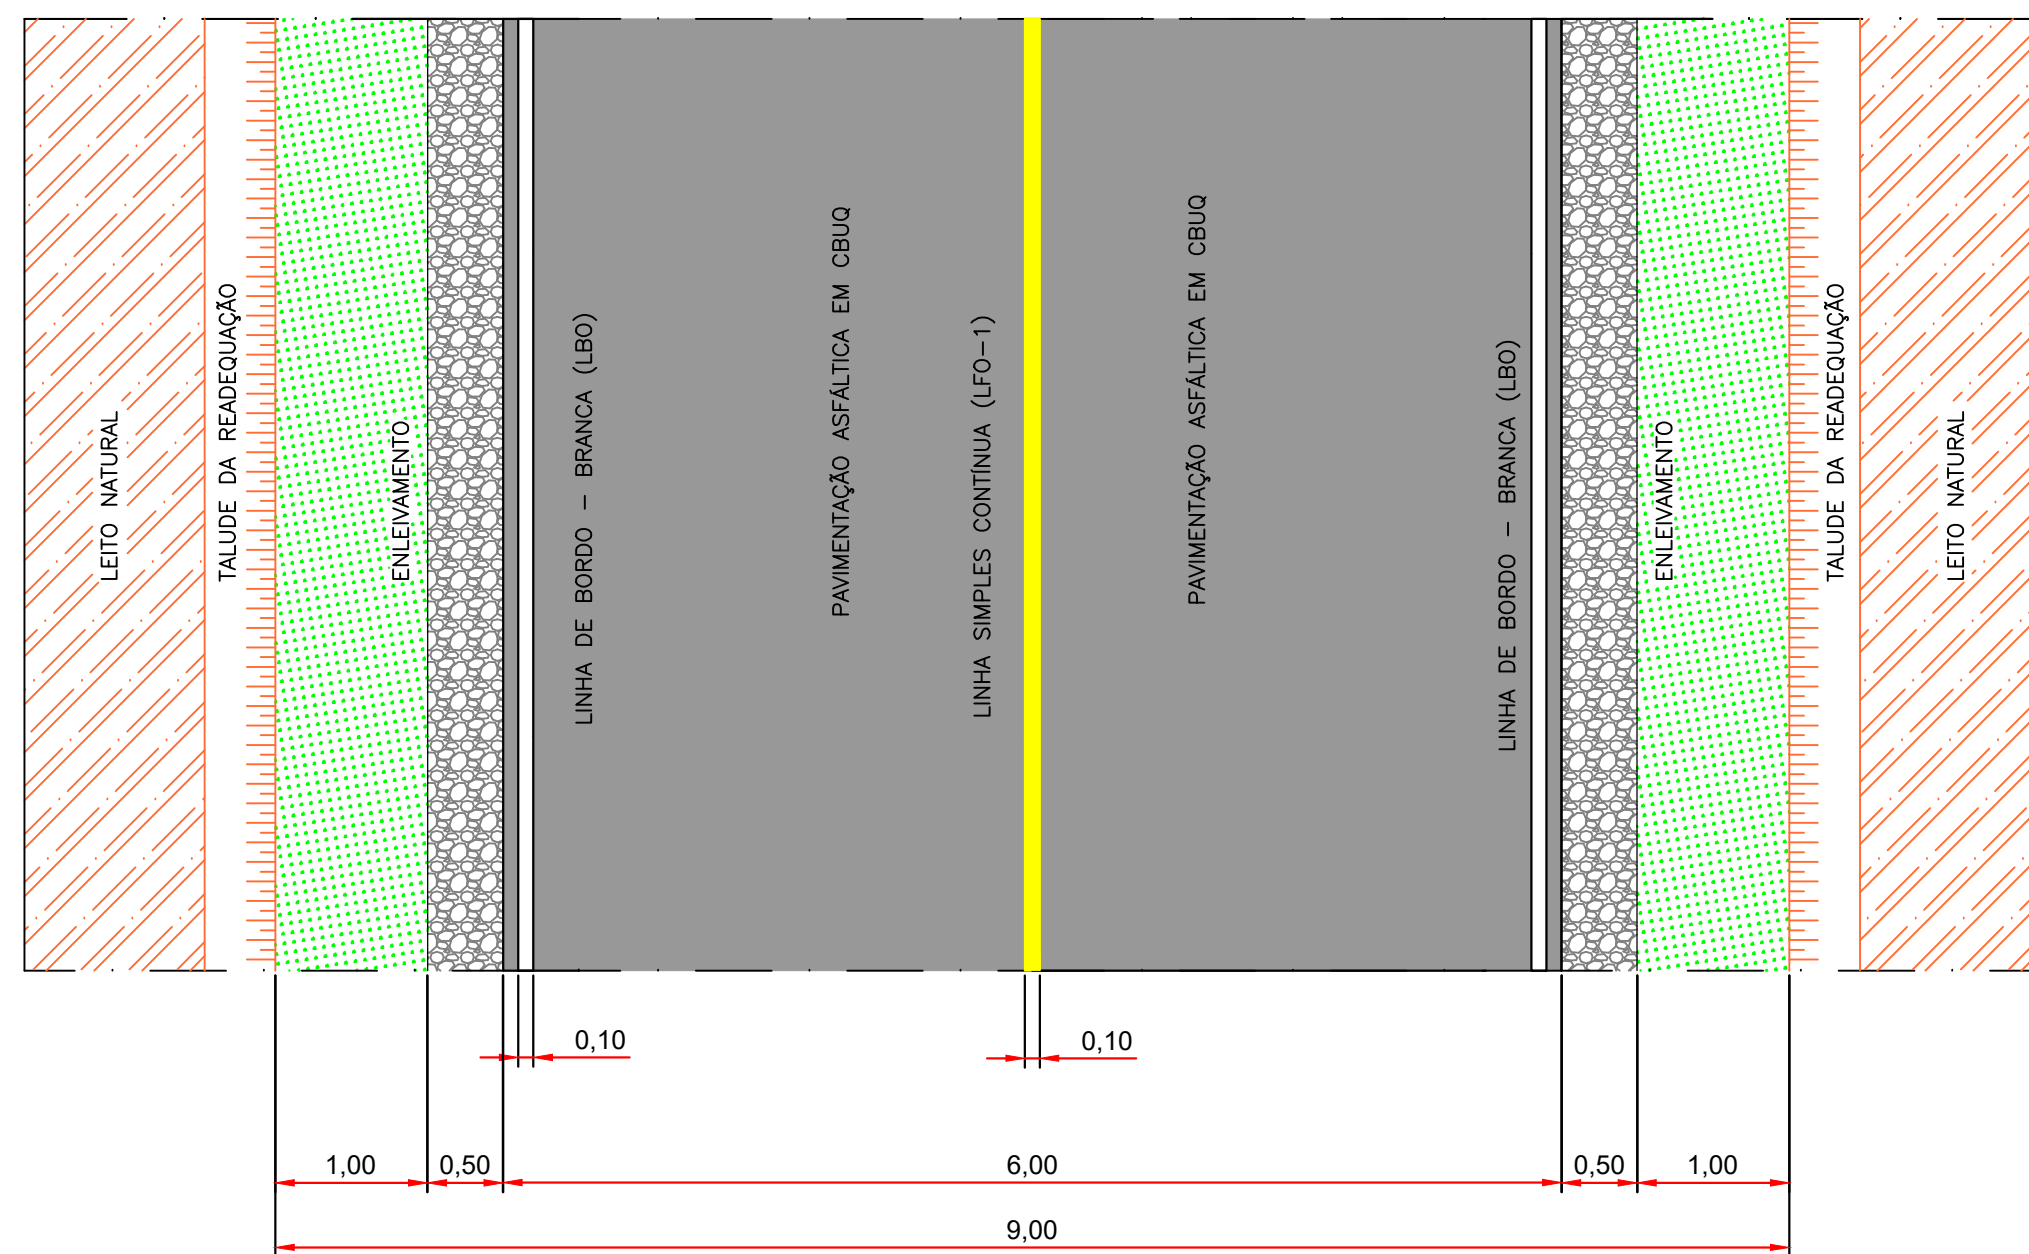 LEITO NATURAL
TALUDE DA READEQUAÇÃO
ENLEIVAMENTO
LINHA DE BORDO – BRANCA (LBO)
PAVIMENTAÇÃO ASFÁLTICA EM CBUQ
LINHA SIMPLES CONTÍNUA (LFO–1)
PAVIMENTAÇÃO ASFÁLTICA EM CBUQ
LINHA DE BORDO – BRANCA (LBO)
ENLEIVAMENTO
TALUDE DA READEQUAÇÃO
LEITO NATURAL
0,10
0,10
1,00
0,50
6,00
0,50
1,00
9,00